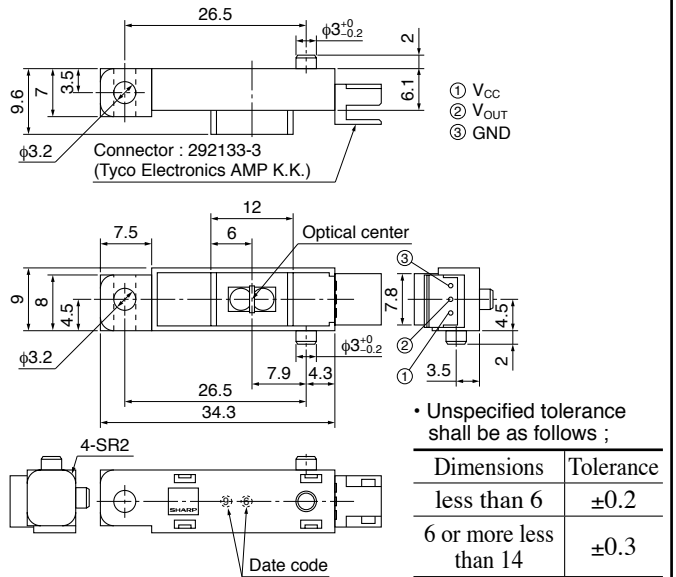 26.5
φ3+0 −0.2
2
9.6
7
3.5
6.1
① VCC
② VOUT
③ GND
φ3.2
Connector : 292133-3
(Tyco Electronics AMP K.K.)
12
7.5
6
Optical center
③
9
8
4.5
7.8
4.5
②
φ3.2
φ3+0 −0.2
①
3.5
2
7.9
4.3
26.5
34.3
• Unspecified tolerance
shall be as follows ;
4-SR2
Dimensions Tolerance
less than 6 ±0.2
6 or more less
than 14 ±0.3
SHARP
9 6
Date code